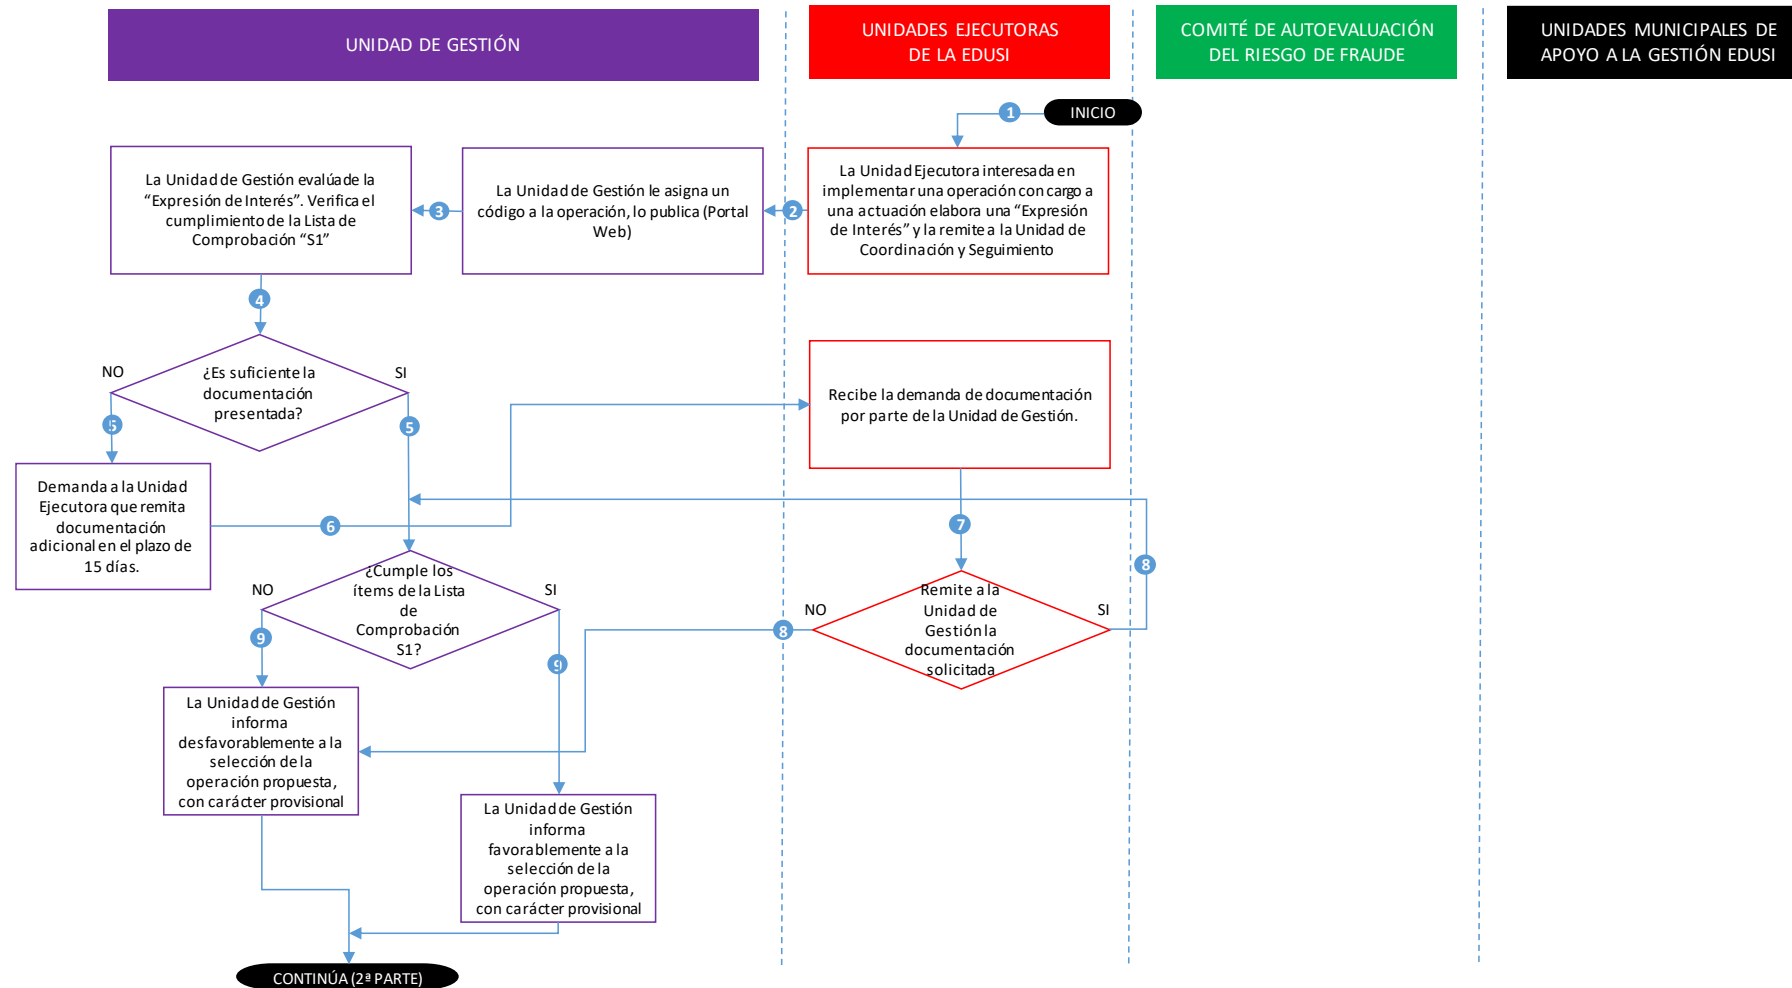 UNIDAD DE GESTIÓN
UNIDADES EJECUTORAS
DE LA EDUSI
COMITÉ DE AUTOEVALUACIÓN
DEL RIESGO DE FRAUDE
UNIDADES MUNICIPALES DE
APOYO A LA GESTIÓN EDUSI
INICIO
1
La Unidad Ejecutora interesada en
implementar una operación con cargo a
una actuación elabora una “Expresión
de Interés” y la remite a la Unidad de
Coordinación y Seguimiento
2
La Unidad de Gestión le asigna un
código a la operación, lo publica (Portal
Web)
3
La Unidad de Gestión evalúa de la
“Expresión de Interés”. Verifica el
cumplimiento de la Lista de
Comprobación “S1”
4
NO
¿Es suficiente la
documentación
presentada?
SI
5
5
Demanda a la Unidad
Ejecutora que remita
documentación
adicional en el plazo de
15 días.
6
Recibe la demanda de documentación
por parte de la Unidad de Gestión.
7
NO
Remite a la
Unidad de
Gestión la
documentación
solicitada
SI
8
8
NO
¿Cumple los
ítems de la Lista
de
Comprobación
S1?
SI
9
9
La Unidad de Gestión
informa
desfavorablemente a la
selección de la
operación propuesta,
con carácter provisional
La Unidad de Gestión
informa
favorablemente a la
selección de la
operación propuesta,
con carácter provisional
CONTINÚA (2ª PARTE)